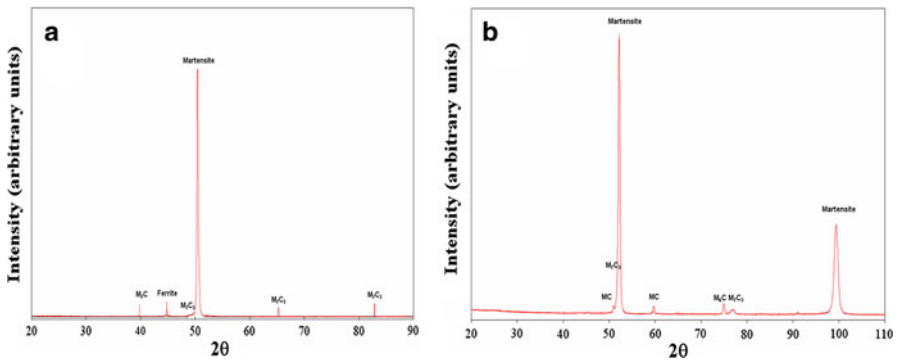 a
Intensity (arbitrary units)
Martensite
M₂C
Ferrite
M₇C₃
M₇C₃
M₇C₃
20 30 40 50 60 70 80 90
2θ
b
Intensity (arbitrary units)
Martensite
Martensite
M₇C₃
MC
MC
M₆C
M₇C₃
20 30 40 50 60 70 80 90 100 110
2θ